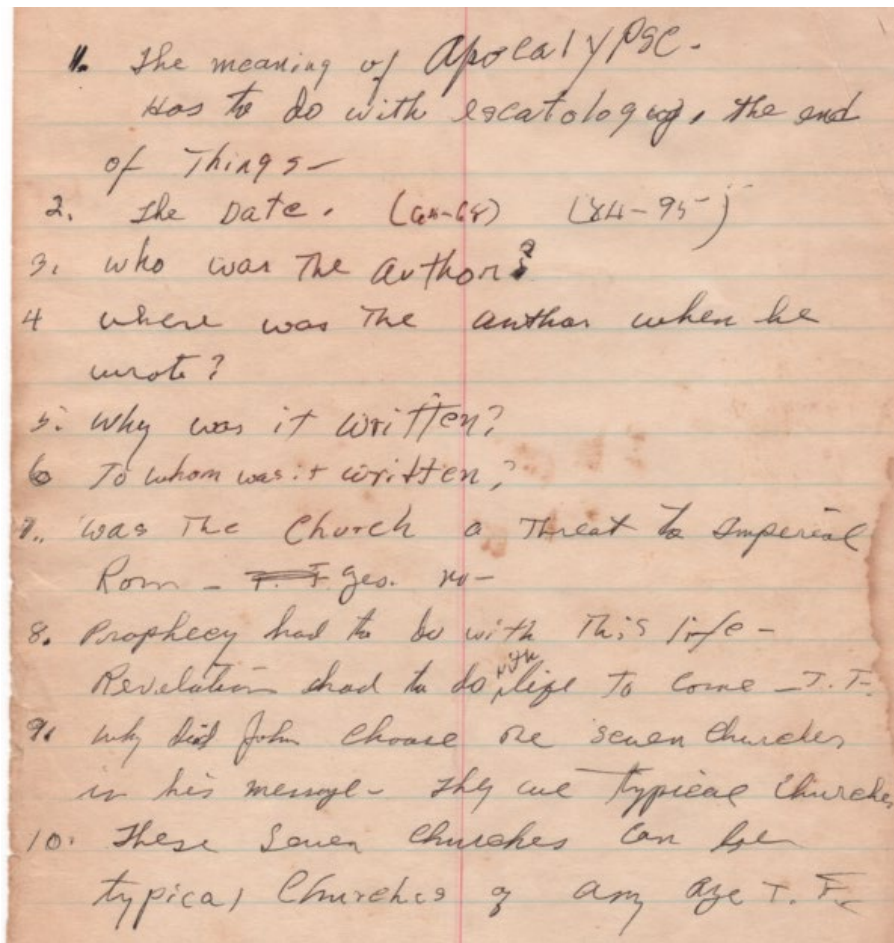 1. The meaning of Apocalypse.
Has to do with escatology, the end
of Things-
2. The Date. (64-68) (84-95)
3. Who was The Author?
4 where was The author when he
wrote?
5. Why was it written?
6 To whom was it written?
7. was The Church a Threat to Imperial
Rom - T. F. yes. no-
8. Prophecy had to do with This life -
Revelation had to do with life To come - T. F.
9. Why did John Choose the seven Churches
in his message - They are typical Churches
10. These Seven Churches can be
typical Churches of any age T. F.